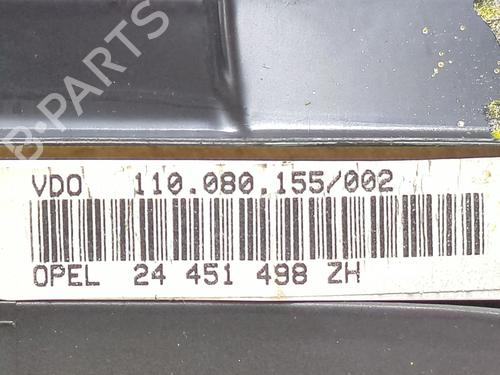 B-PARTS
VDO 110.080.155/002
OPEL 24 451 498 ZH